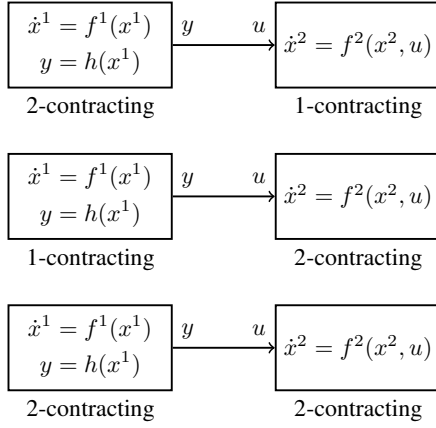 ẋ¹ = f¹(x¹) y u ẋ² = f²(x², u)
y = h(x¹)
2-contracting 1-contracting
ẋ¹ = f¹(x¹) y u ẋ² = f²(x², u)
y = h(x¹)
1-contracting 2-contracting
ẋ¹ = f¹(x¹) y u ẋ² = f²(x², u)
y = h(x¹)
2-contracting 2-contracting